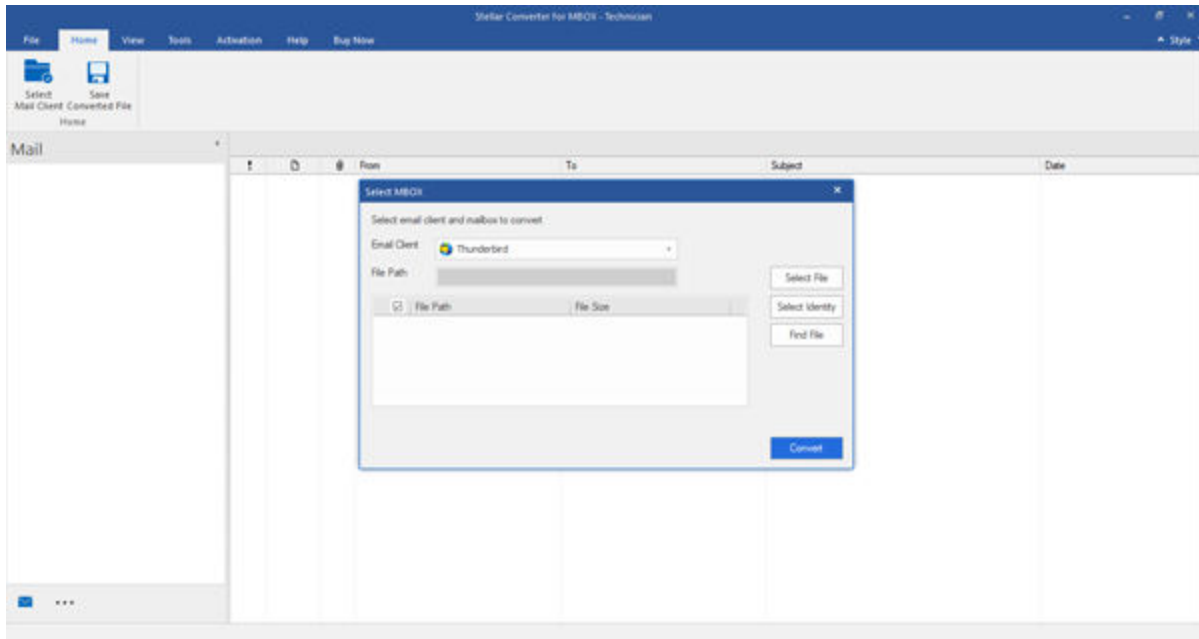 Stellar Converter for MBOX - Technician
File Home View Tools Activation Help Buy Now Style
Select Mail Client
Save Converted File
Home
Mail
From To Subject Date
Select MBOX
Select email client and mailbox to convert
Email Client Thunderbird
File Path
Select File
File Path File Size
Select Identity
Find File
Convert